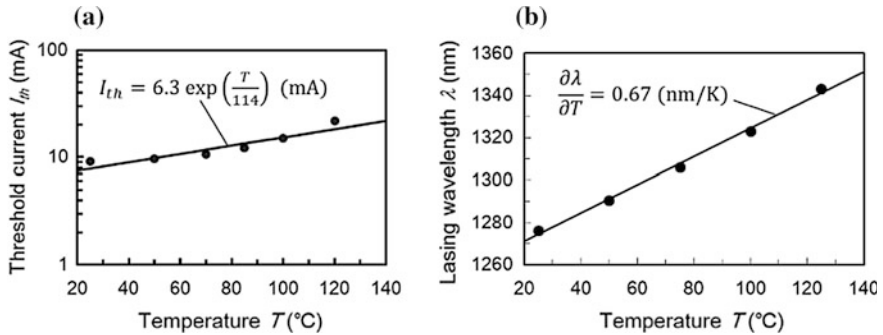 (a)
Threshold current I_th (mA)
100
10
1
I_th = 6.3 exp(T/114) (mA)
20 40 60 80 100 120 140
Temperature T (°C)
(b)
Lasing wavelength λ (nm)
1360
1340
1320
1300
1280
1260
∂λ/∂T = 0.67 (nm/K)
20 40 60 80 100 120 140
Temperature T (°C)